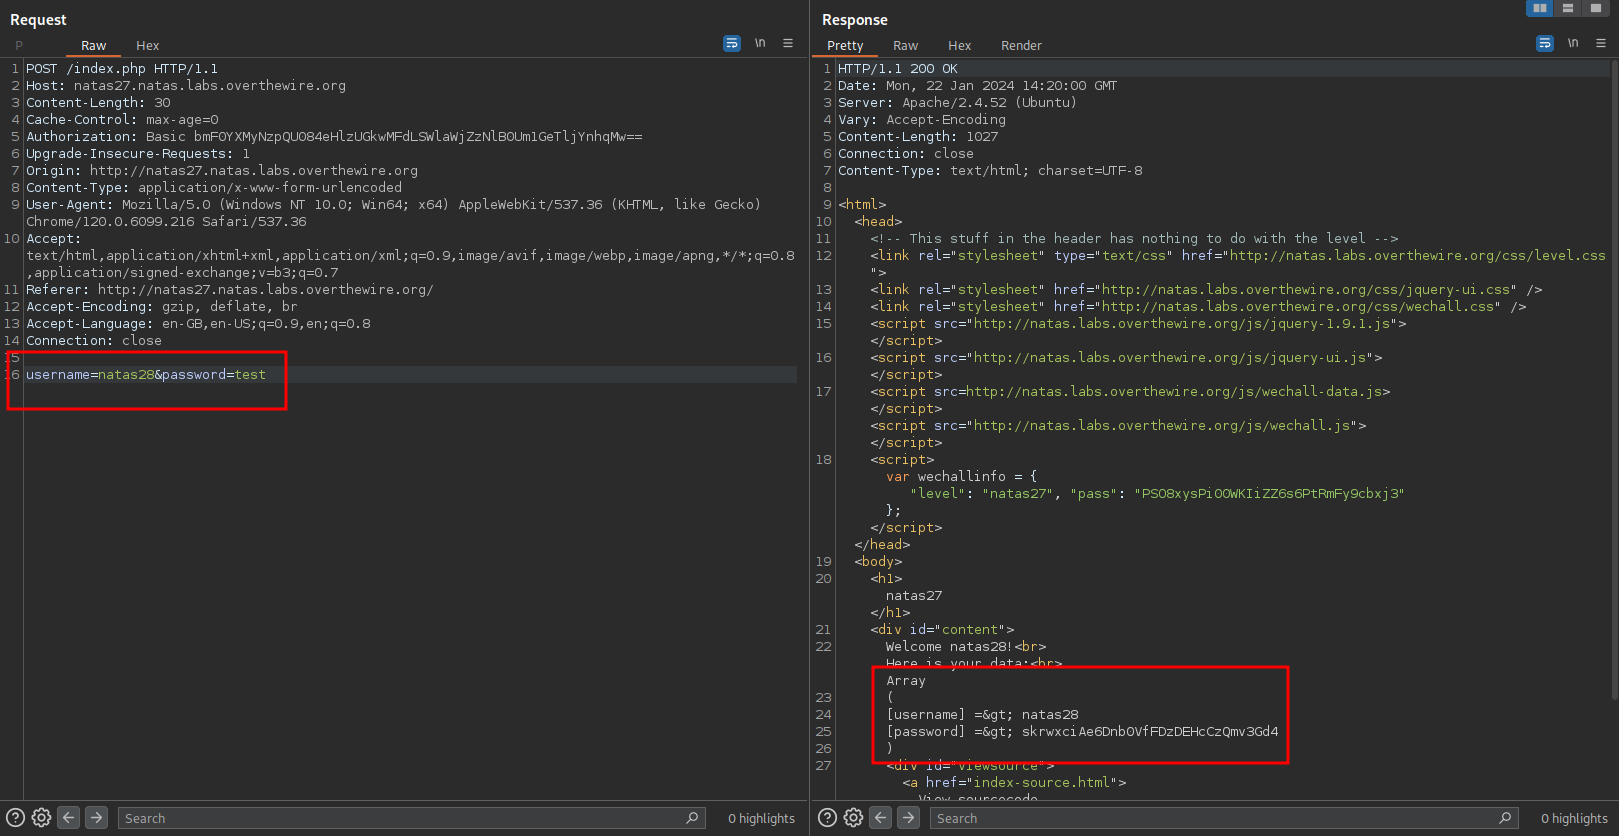 Request
P Raw Hex \n
1 POST /index.php HTTP/1.1
2 Host: natas27.natas.labs.overthewire.org
3 Content-Length: 30
4 Cache-Control: max-age=0
5 Authorization: Basic bmF0YXMyNzpQU084eHlzUGkwMFdLSWlaWjZzNlB0Um1GeTljYnhqMw==
6 Upgrade-Insecure-Requests: 1
7 Origin: http://natas27.natas.labs.overthewire.org
8 Content-Type: application/x-www-form-urlencoded
9 User-Agent: Mozilla/5.0 (Windows NT 10.0; Win64; x64) AppleWebKit/537.36 (KHTML, like Gecko)
Chrome/120.0.6099.216 Safari/537.36
10 Accept:
text/html,application/xhtml+xml,application/xml;q=0.9,image/avif,image/webp,image/apng,*/*;q=0.8
,application/signed-exchange;v=b3;q=0.7
11 Referer: http://natas27.natas.labs.overthewire.org/
12 Accept-Encoding: gzip, deflate, br
13 Accept-Language: en-GB,en-US;q=0.9,en;q=0.8
14 Connection: close
15
16 username=natas28&password=test
Search 0 highlights
Response
Pretty Raw Hex Render \n
1 HTTP/1.1 200 OK
2 Date: Mon, 22 Jan 2024 14:20:00 GMT
3 Server: Apache/2.4.52 (Ubuntu)
4 Vary: Accept-Encoding
5 Content-Length: 1027
6 Connection: close
7 Content-Type: text/html; charset=UTF-8
8
9 <html>
10 <head>
11 <!-- This stuff in the header has nothing to do with the level -->
12 <link rel="stylesheet" type="text/css" href="http://natas.labs.overthewire.org/css/level.css
">
13 <link rel="stylesheet" href="http://natas.labs.overthewire.org/css/jquery-ui.css" />
14 <link rel="stylesheet" href="http://natas.labs.overthewire.org/css/wechall.css" />
15 <script src="http://natas.labs.overthewire.org/js/jquery-1.9.1.js">
</script>
16 <script src="http://natas.labs.overthewire.org/js/jquery-ui.js">
</script>
17 <script src=http://natas.labs.overthewire.org/js/wechall-data.js>
</script>
<script src="http://natas.labs.overthewire.org/js/wechall.js">
</script>
18 <script>
var wechallinfo = {
"level": "natas27", "pass": "PSO8xysPi00WKIiZZ6s6PtRmFy9cbxj3"
};
</script>
</head>
19 <body>
20 <h1>
natas27
</h1>
21 <div id="content">
22 Welcome natas28!<br>
Here is your data:<br>
Array
23 (
24 [username] =&gt; natas28
25 [password] =&gt; skrwxciAe6Dnb0VfFDzDEHcCzQmv3Gd4
26 )
27 <div id="viewsource">
<a href="index-source.html">
View sourcecode
Search 0 highlights